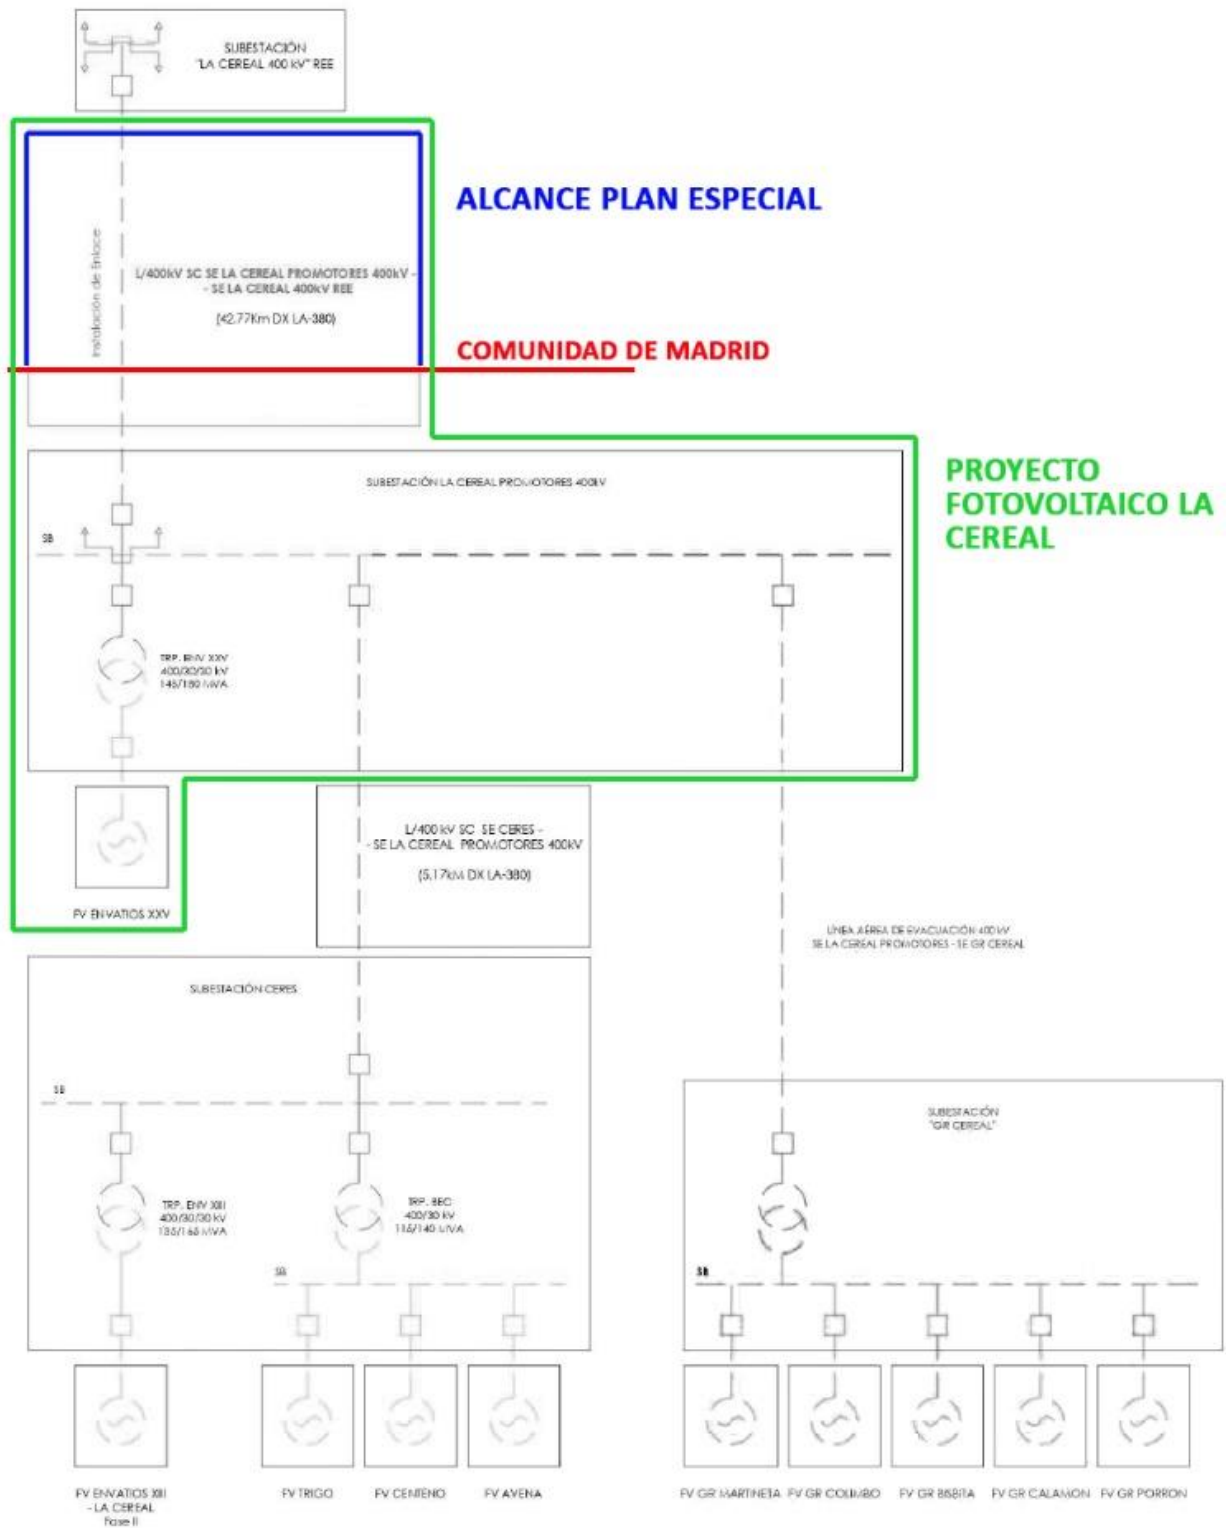 SUBESTACIÓN
"LA CEREAL 400 kV" REE
ALCANCE PLAN ESPECIAL
Instalación de Enlace
L/400kV SC SE LA CEREAL PROMOTORES 400kV -
- SE LA CEREAL 400kV REE
(42.77Km DX LA-380)
COMUNIDAD DE MADRID
SUBESTACIÓN LA CEREAL PROMOTORES 400kV
PROYECTO
FOTOVOLTAICO LA
CEREAL
SB
TRP. ENV XXV
400/30/30 kV
145/180 MVA
L/400 kV SC SE CERES -
- SE LA CEREAL PROMOTORES 400kV
(5.17kM DX LA-380)
FV ENVATIOS XXV
LÍNEA AÉREA DE EVACUACIÓN 400 kV
SE LA CEREAL PROMOTORES - SE GR CEREAL
SUBESTACIÓN CERES
SB
SUBESTACIÓN
"GR CEREAL"
TRP. ENV XIII
400/30/30 kV
135/165 MVA
TRP. BEC
400/30 kV
115/140 MVA
SB
SB
FV ENVATIOS XIII
- LA CEREAL
Fase II
FV TRIGO
FV CENTENO
FV AVENA
FV GR MARTINETA
FV GR COLIMBO
FV GR BISBITA
FV GR CALAMON
FV GR PORRON